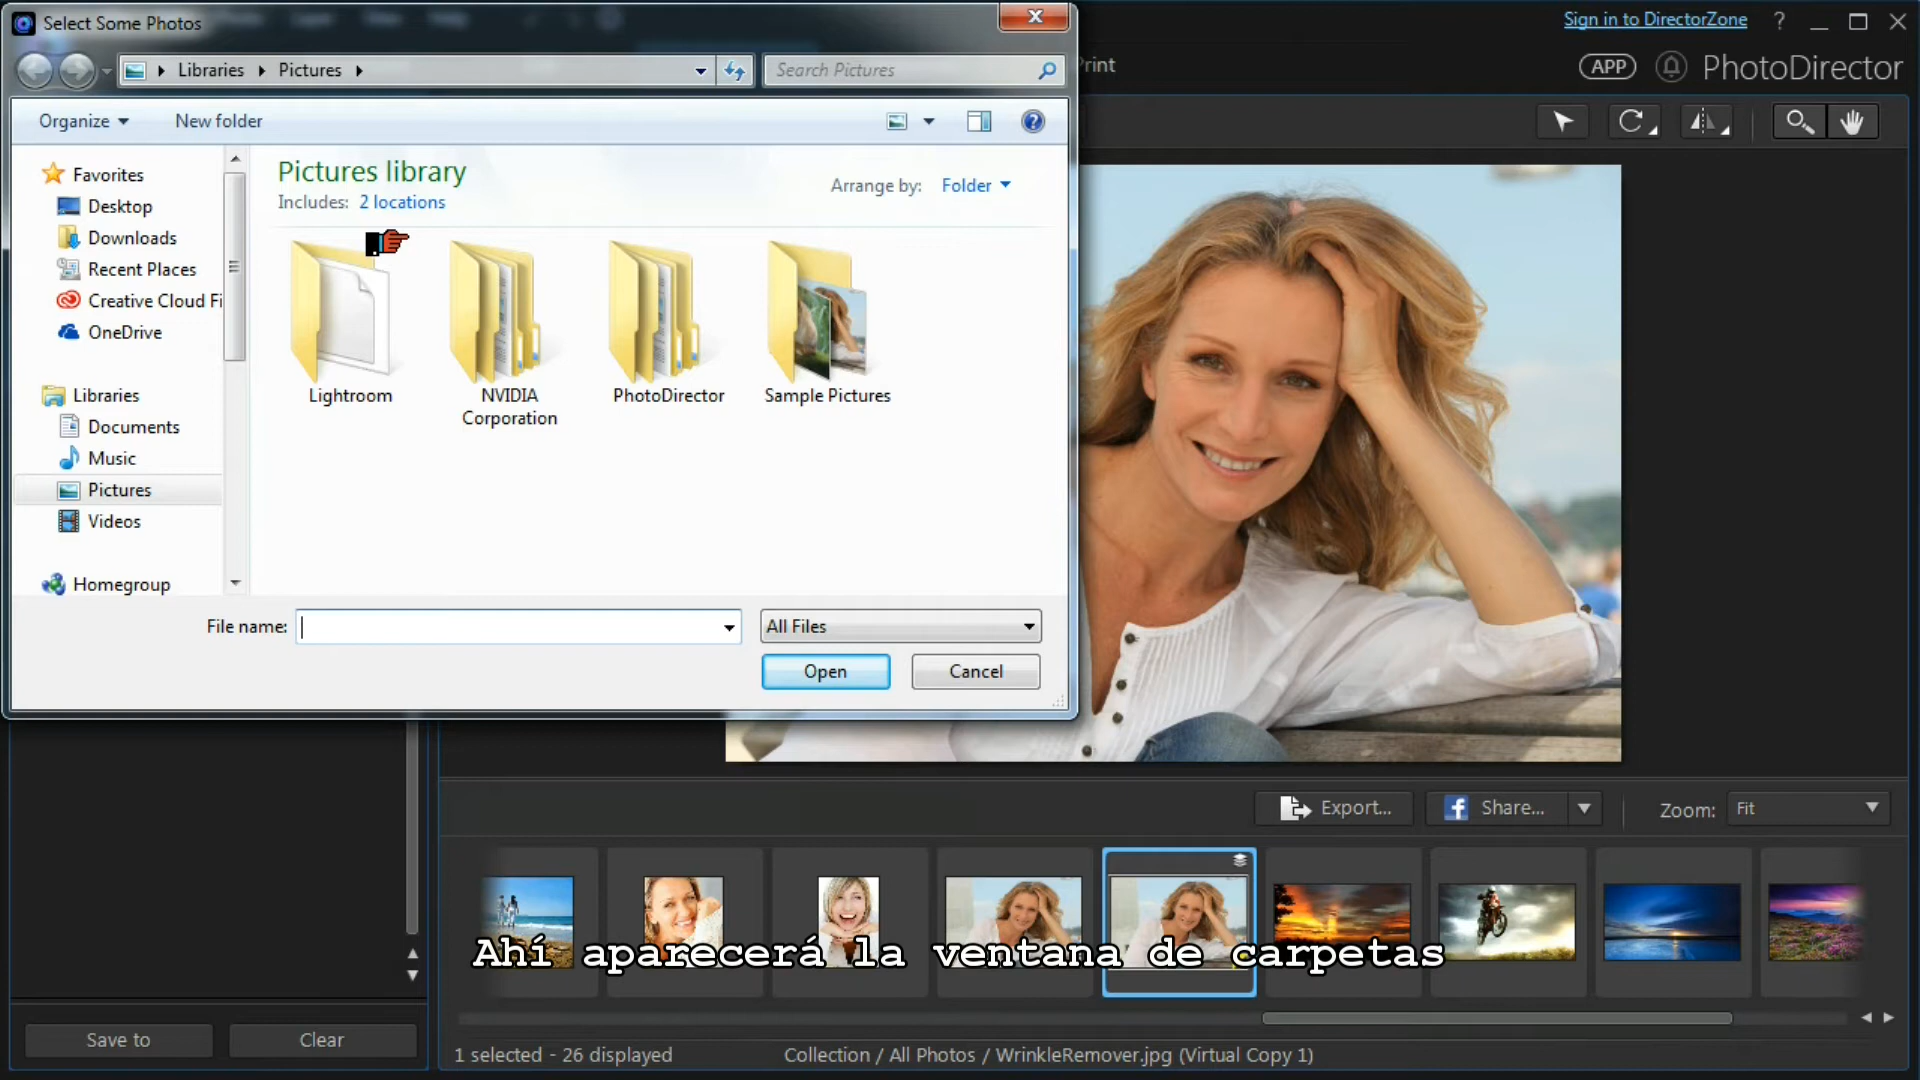 Select Some Photos
Sign in to DirectorZone
?
Libraries
Pictures
Search Pictures
Print
APP
PhotoDirector
Organize
New folder
?
Favorites
Desktop
Downloads
Recent Places
Creative Cloud Fi
OneDrive
Libraries
Documents
Music
Pictures
Videos
Homegroup
Pictures library
Includes: 2 locations
Arrange by: Folder
Lightroom
NVIDIA
Corporation
PhotoDirector
Sample Pictures
File name:
All Files
Open
Cancel
Export...
f Share...
Zoom: Fit
Ahí aparecerá la ventana de carpetas
Save to
Clear
1 selected - 26 displayed
Collection / All Photos / WrinkleRemover.jpg (Virtual Copy 1)